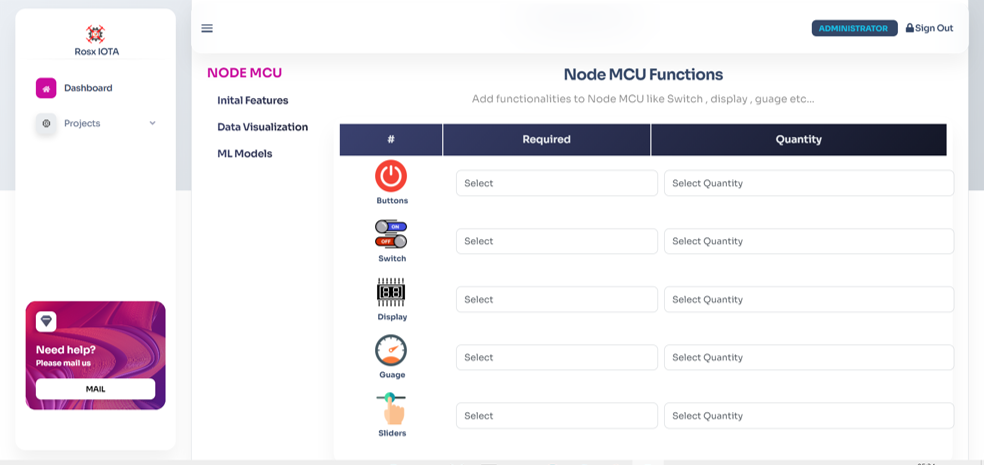 Rosx IOTA
Dashboard
Projects
Need help?
Please mail us
MAIL
ADMINISTRATOR
Sign Out
NODE MCU
Inital Features
Data Visualization
ML Models
Node MCU Functions
Add functionalities to Node MCU like Switch , display , guage etc...
# Required Quantity
Buttons
Select Select Quantity
ON
OFF
Switch
Select Select Quantity
Display
Select Select Quantity
Guage
Select Select Quantity
Sliders
Select Select Quantity